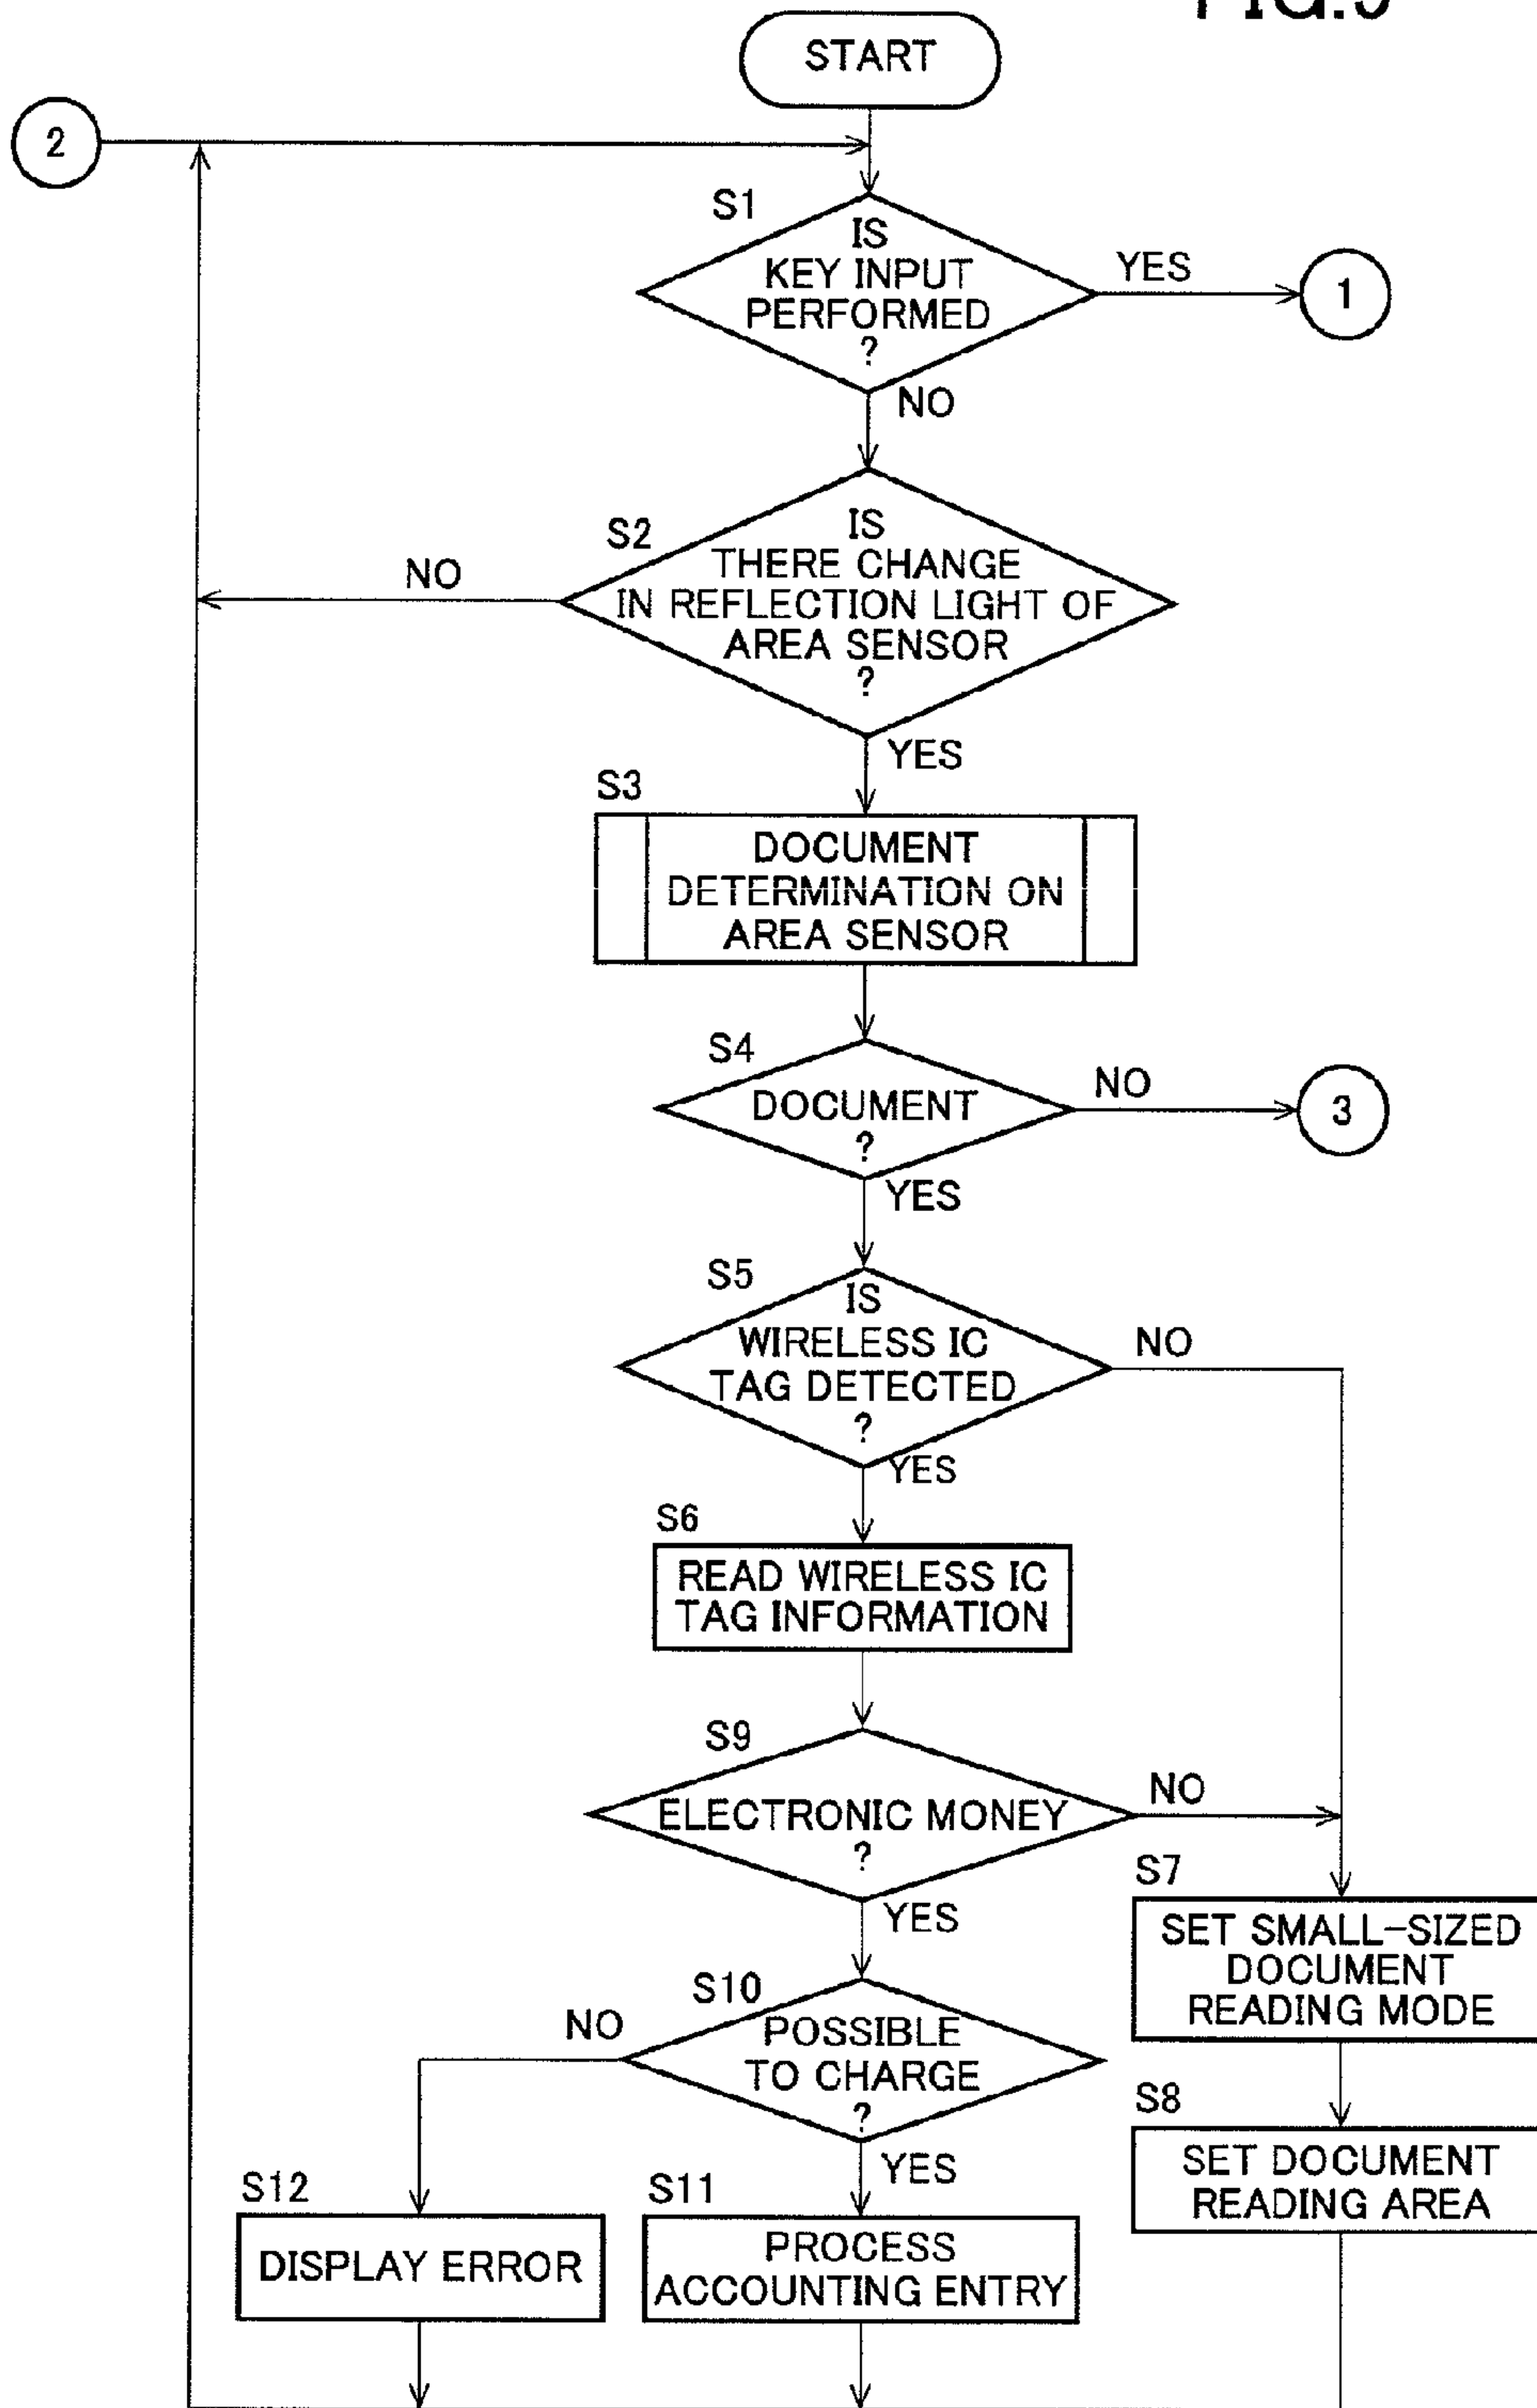 FIG.9
START
2
S1
IS
KEY INPUT
PERFORMED
?
YES
1
NO
S2
IS
THERE CHANGE
IN REFLECTION LIGHT OF
AREA SENSOR
?
NO
YES
S3
DOCUMENT
DETERMINATION ON
AREA SENSOR
S4
DOCUMENT
?
NO
3
YES
S5
IS
WIRELESS IC
TAG DETECTED
?
NO
YES
S6
READ WIRELESS IC
TAG INFORMATION
S9
ELECTRONIC MONEY
?
NO
YES
S7
SET SMALL-SIZED
DOCUMENT
READING MODE
S10
POSSIBLE
TO CHARGE
?
NO
YES
S8
SET DOCUMENT
READING AREA
S12
DISPLAY ERROR
S11
PROCESS
ACCOUNTING ENTRY